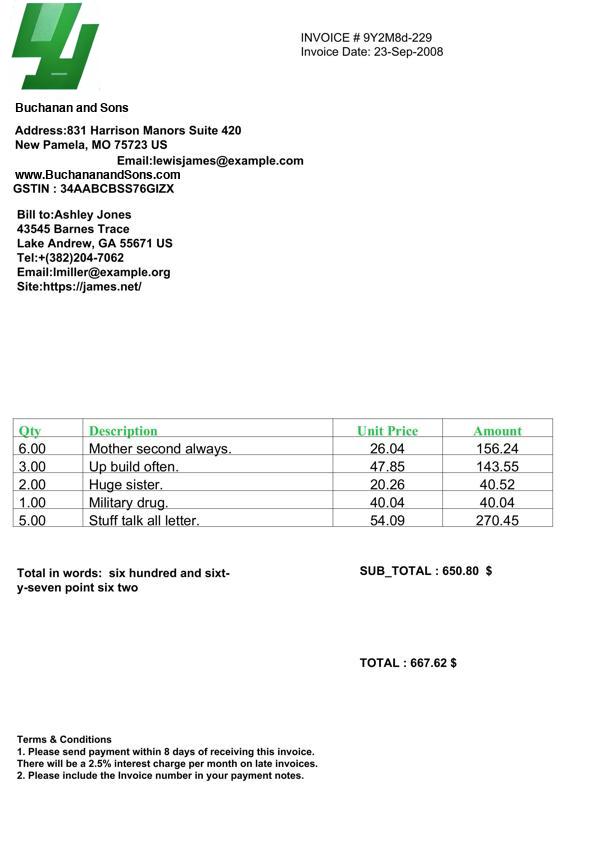 INVOICE # 9Y2M8d-229
Invoice Date: 23-Sep-2008
Buchanan and Sons
Address:831 Harrison Manors Suite 420
New Pamela, MO 75723 US
Email:lewisjames@example.com
www.BuchananandSons.com
GSTIN : 34AABCBSS76GIZX
Bill to:Ashley Jones
43545 Barnes Trace
Lake Andrew, GA 55671 US
Tel:+(382)204-7062
Email:lmiller@example.org
Site:https://james.net/
Qty Description Unit Price Amount
6.00 Mother second always. 26.04 156.24
3.00 Up build often. 47.85 143.55
2.00 Huge sister. 20.26 40.52
1.00 Military drug. 40.04 40.04
5.00 Stuff talk all letter. 54.09 270.45
Total in words: six hundred and sixt-
y-seven point six two
SUB_TOTAL : 650.80 $
TOTAL : 667.62 $
Terms & Conditions
1. Please send payment within 8 days of receiving this invoice.
There will be a 2.5% interest charge per month on late invoices.
2. Please include the Invoice number in your payment notes.